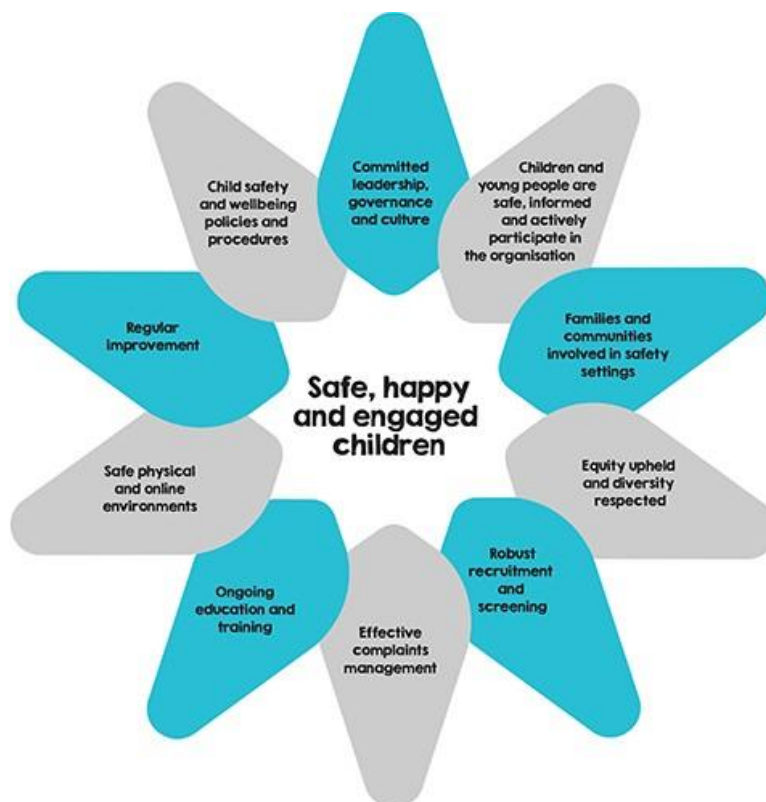 Committed
leadership,
governance
and culture
Children and
young people are
safe, informed
and actively
participate in
the organisation
Families and
communities
involved in safety
settings
Equity upheld
and diversity
respected
Robust
recruitment
and
screening
Effective
complaints
management
Ongoing
education and
training
Safe physical
and online
environments
Regular
improvement
Child safety
and wellbeing
policies and
procedures
Safe, happy
and engaged
children